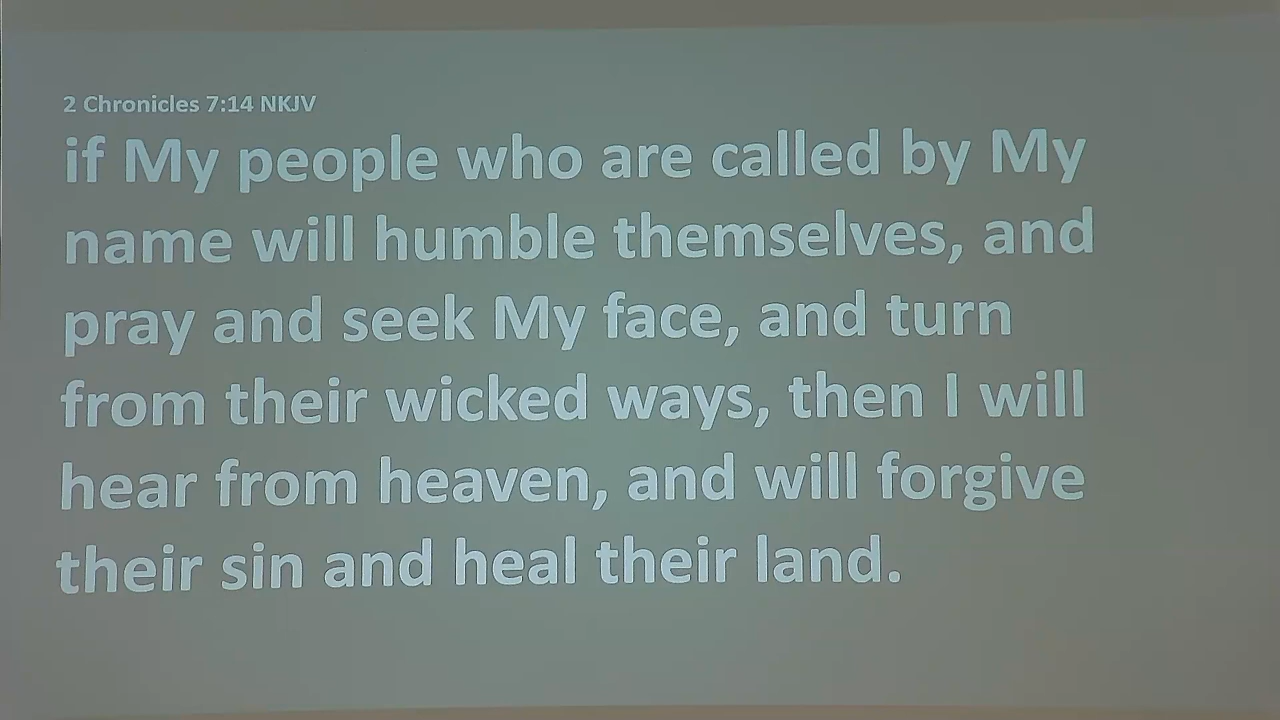 2 Chronicles 7:14 NKJV
if My people who are called by My
name will humble themselves, and
pray and seek My face, and turn
from their wicked ways, then I will
hear from heaven, and will forgive
their sin and heal their land.